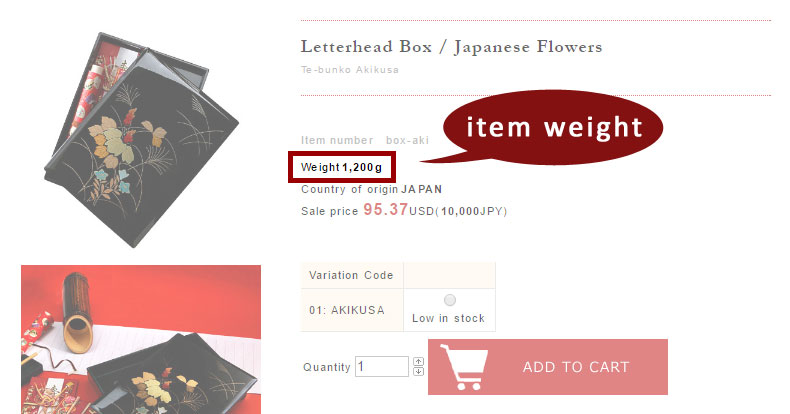 Letterhead Box / Japanese Flowers
Te-bunko Akikusa
item weight
Item number box-aki
Weight 1,200g
Country of origin JAPAN
Sale price 95.37USD(10,000JPY)
Variation Code
01: AKIKUSA
Low in stock
Quantity 1
ADD TO CART